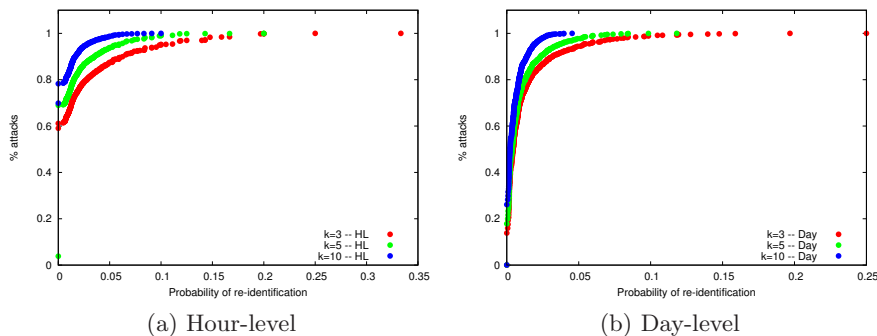 1
0.8
0.6
0.4
0.2
0
% attacks
k=3 -- HL
k=5 -- HL
k=10 -- HL
0 0.05 0.1 0.15 0.2 0.25 0.3 0.35
Probability of re-identification
(a) Hour-level
1
0.8
0.6
0.4
0.2
0
% attacks
k=3 -- Day
k=5 -- Day
k=10 -- Day
0 0.05 0.1 0.15 0.2 0.25
Probability of re-identification
(b) Day-level